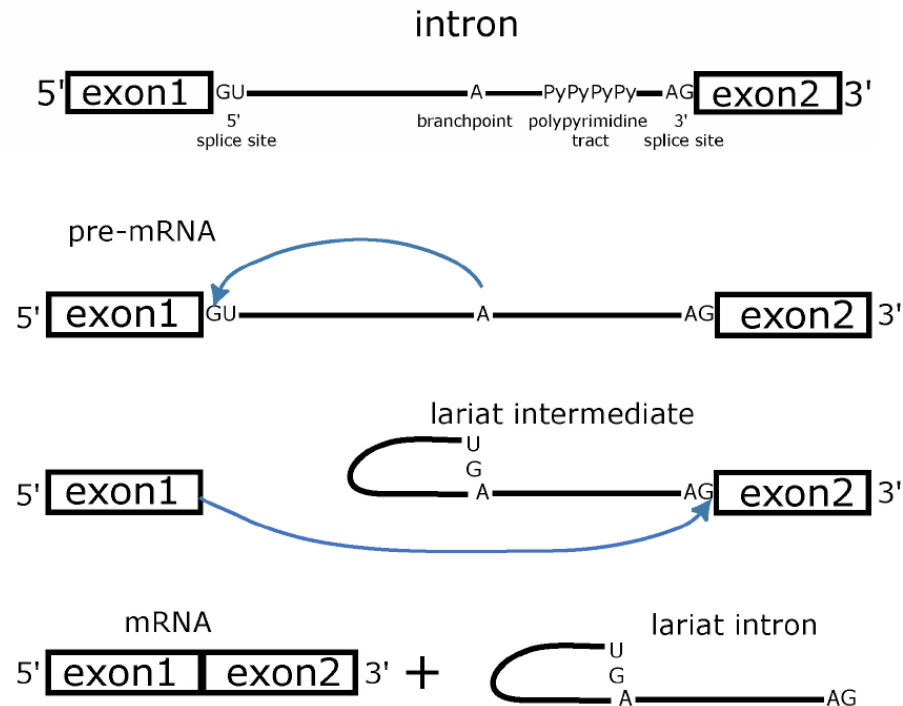 intron
5' exon1 GU A PyPyPyPy AG exon2 3'
5' branchpoint polypyrimidine 3'
splice site tract splice site
pre-mRNA
5' exon1 GU A AG exon2 3'
lariat intermediate
U
G
5' exon1 A AG exon2 3'
mRNA lariat intron
5' exon1 exon2 3' + U
G
A AG